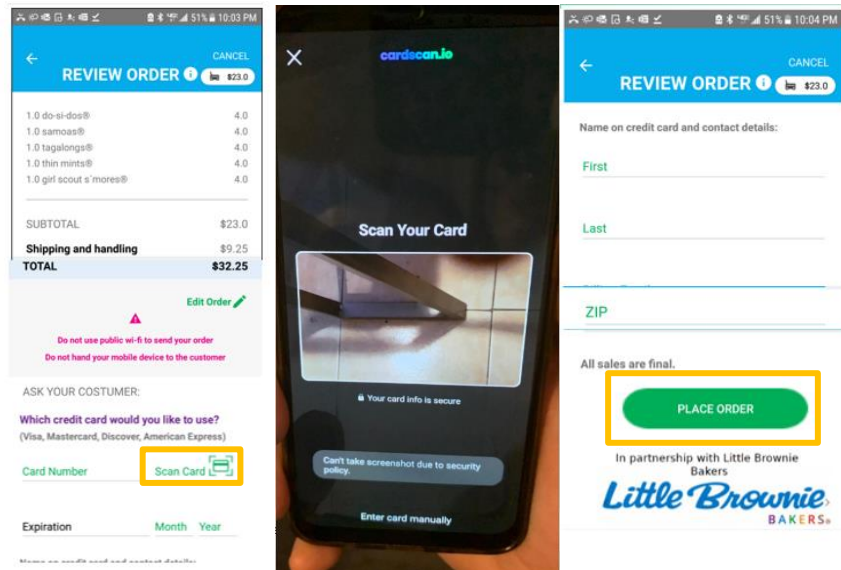 51% 10:03 PM
CANCEL
REVIEW ORDER i $23.0
1.0 do-si-dos® 4.0
1.0 samoas® 4.0
1.0 tagalongs® 4.0
1.0 thin mints® 4.0
1.0 girl scout s`mores® 4.0
SUBTOTAL $23.0
Shipping and handling $9.25
TOTAL $32.25
Edit Order
Do not use public wi-fi to send your order
Do not hand your mobile device to the customer
ASK YOUR COSTUMER:
Which credit card would you like to use?
(Visa, Mastercard, Discover, American Express)
Card Number Scan Card
Expiration Month Year
Name on credit card and contact details:
cardscan.io
Scan Your Card
Your card info is secure
Can't take screenshot due to security
policy.
Enter card manually
51% 10:04 PM
CANCEL
REVIEW ORDER i $23.0
Name on credit card and contact details:
First
Last
ZIP
All sales are final.
PLACE ORDER
In partnership with Little Brownie
Bakers
Little Brownie
BAKERS®